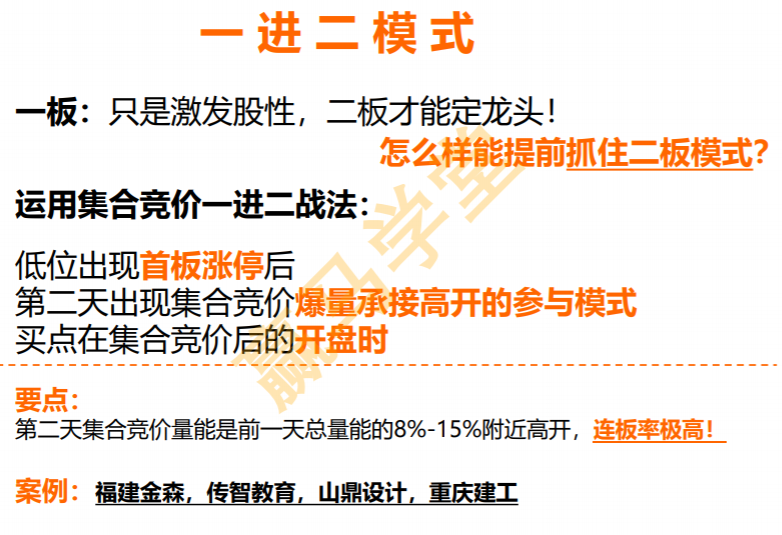 一进二模式
一板：只是激发股性，二板才能定龙头！
怎么样能提前抓住二板模式？
运用集合竞价一进二战法：
低位出现首板涨停后
第二天出现集合竞价爆量承接高开的参与模式
买点在集合竞价后的开盘时
要点：
第二天集合竞价量能是前一天总量能的8%-15%附近高开，连板率极高！
案例：福建金森，传智教育，山鼎设计，重庆建工
赢马学堂